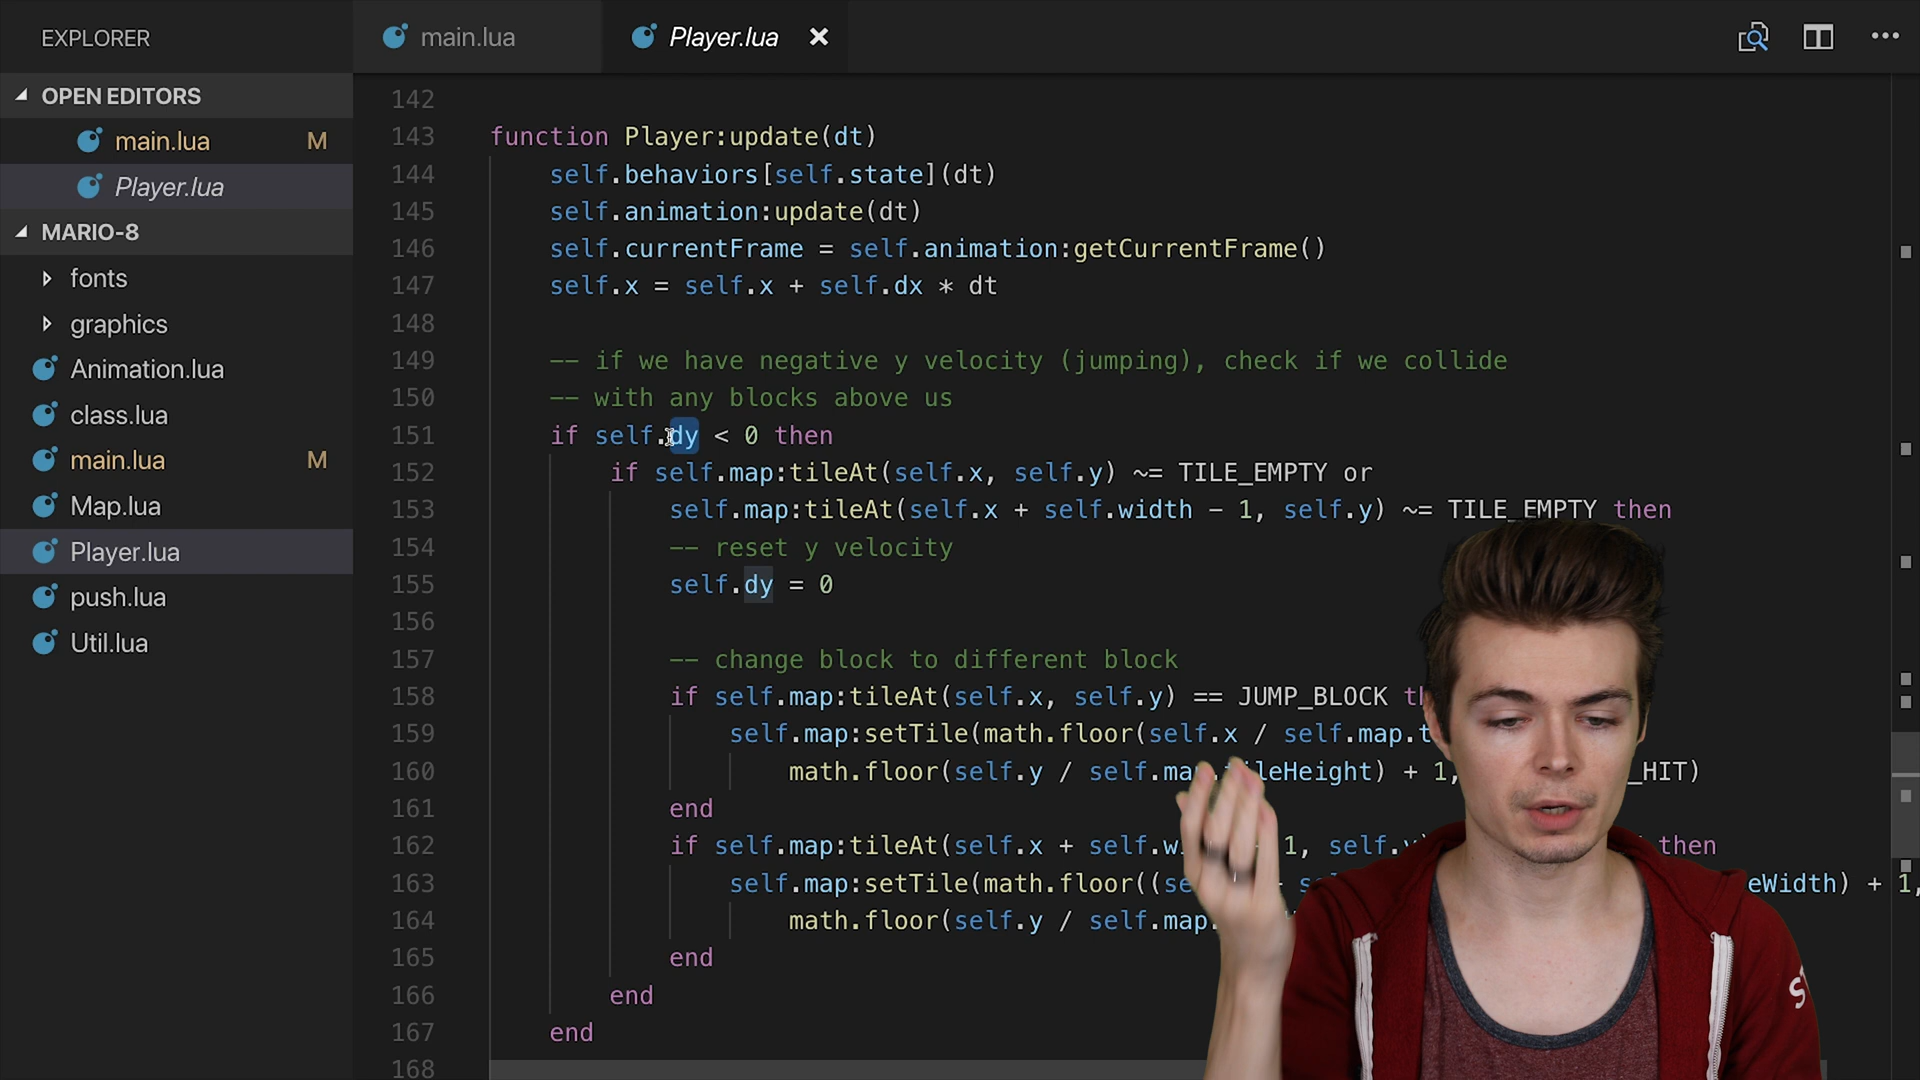 EXPLORER
main.lua
Player.lua
OPEN EDITORS
main.lua M
Player.lua
MARIO-8
fonts
graphics
Animation.lua
class.lua
main.lua M
Map.lua
Player.lua
push.lua
Util.lua
142
143 function Player:update(dt)
144 self.behaviors[self.state](dt)
145 self.animation:update(dt)
146 self.currentFrame = self.animation:getCurrentFrame()
147 self.x = self.x + self.dx * dt
148
149 -- if we have negative y velocity (jumping), check if we collide
150 -- with any blocks above us
151 if self.dy < 0 then
152 if self.map:tileAt(self.x, self.y) ~= TILE_EMPTY or
153 self.map:tileAt(self.x + self.width - 1, self.y) ~= TILE_EMPTY then
154 -- reset y velocity
155 self.dy = 0
156
157 -- change block to different block
158 if self.map:tileAt(self.x, self.y) == JUMP_BLOCK
159 self.map:setTile(math.floor(self.x / self.map.
160 math.floor(self.y / self.map.tileHeight) + 1, _HIT)
161 end
162 if self.map:tileAt(self.x + self. 1, self. then
163 self.map:setTile(math.floor(( eWidth) + 1,
164 math.floor(self.y / self.map.
165 end
166 end
167 end
168